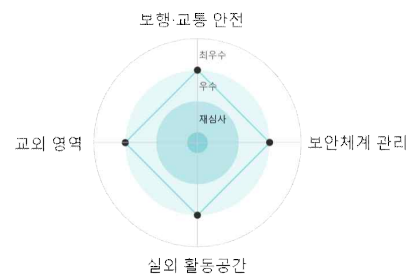 보행·교통 안전
최우수
우수
재심사
교외 영역
보안체계 관리
실외 활동공간